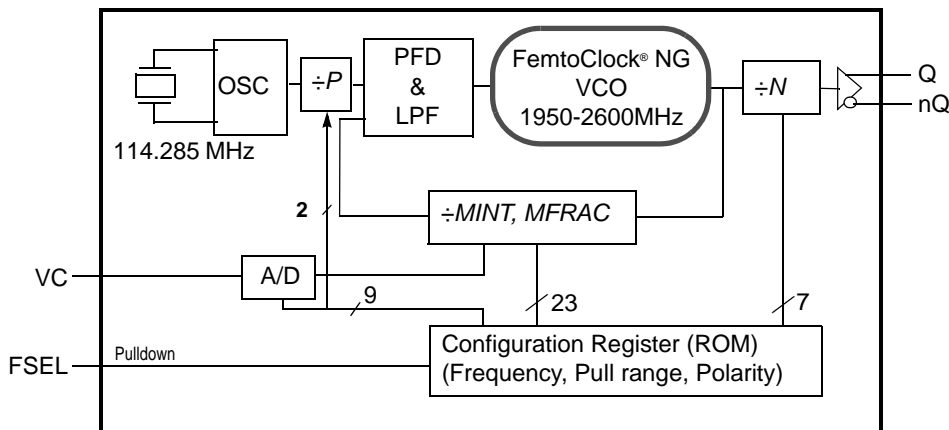 OSC
÷P
PFD
&
LPF
FemtoClock® NG
VCO
1950-2600MHz
÷N
Q
nQ
114.285 MHz
2
÷MINT, MFRAC
VC
A/D
9
23
7
FSEL
Pulldown
Configuration Register (ROM)
(Frequency, Pull range, Polarity)